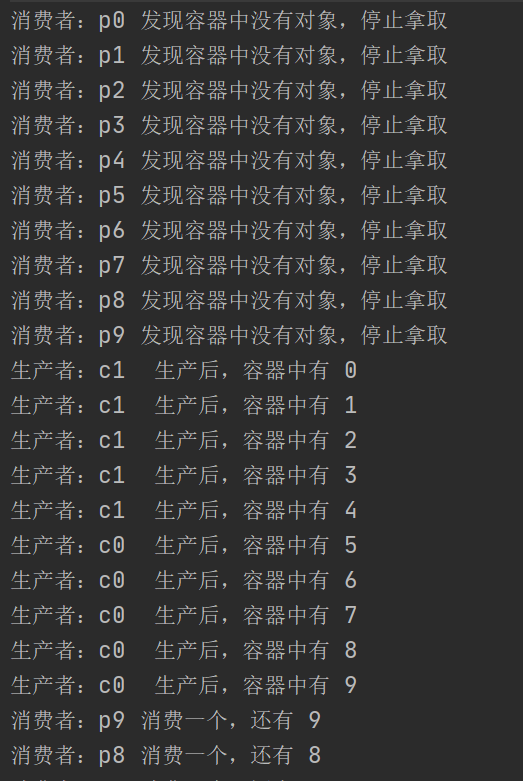 消费者：p0 发现容器中没有对象，停止拿取
消费者：p1 发现容器中没有对象，停止拿取
消费者：p2 发现容器中没有对象，停止拿取
消费者：p3 发现容器中没有对象，停止拿取
消费者：p4 发现容器中没有对象，停止拿取
消费者：p5 发现容器中没有对象，停止拿取
消费者：p6 发现容器中没有对象，停止拿取
消费者：p7 发现容器中没有对象，停止拿取
消费者：p8 发现容器中没有对象，停止拿取
消费者：p9 发现容器中没有对象，停止拿取
生产者：c1  生产后，容器中有 0
生产者：c1  生产后，容器中有 1
生产者：c1  生产后，容器中有 2
生产者：c1  生产后，容器中有 3
生产者：c1  生产后，容器中有 4
生产者：c0  生产后，容器中有 5
生产者：c0  生产后，容器中有 6
生产者：c0  生产后，容器中有 7
生产者：c0  生产后，容器中有 8
生产者：c0  生产后，容器中有 9
消费者：p9 消费一个，还有 9
消费者：p8 消费一个，还有 8